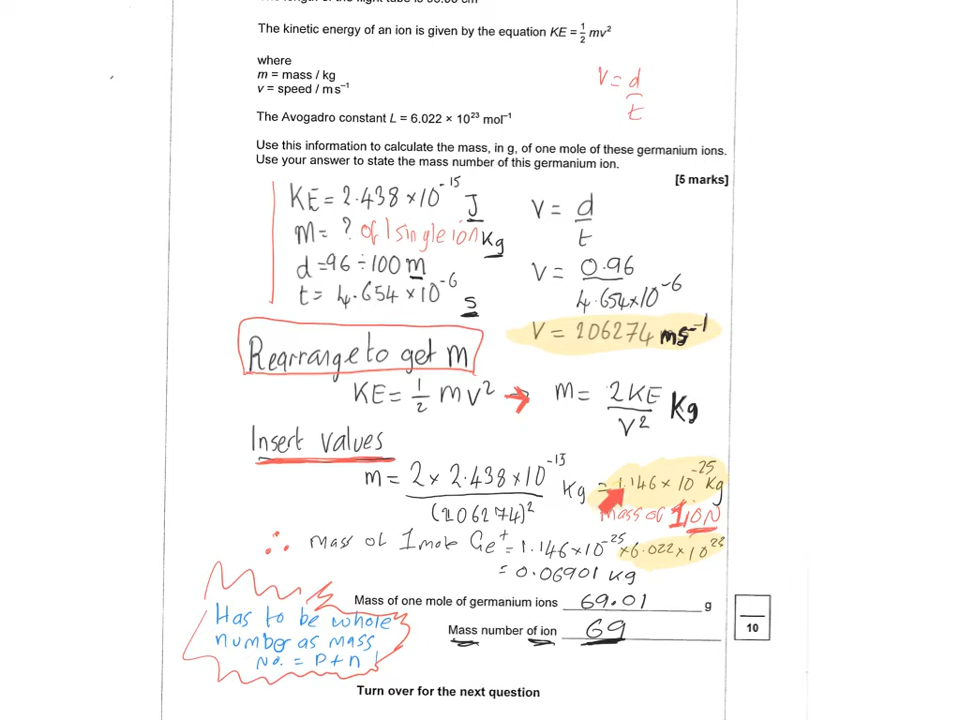 The kinetic energy of an ion is given by the equation KE = ½ mv²
V = d
t
where
m = mass / kg
v = speed / ms⁻¹
The Avogadro constant L = 6.022 × 10²³ mol⁻¹
Use this information to calculate the mass, in g, of one mole of these germanium ions.
Use your answer to state the mass number of this germanium ion.
[5 marks]
KE = 2.438 × 10⁻¹⁵ J
m = ? of 1 single ion Kg
d = 96 ÷ 100 m
t = 4.654 × 10⁻⁶ s
V = d
t
V = 0.96
4.654 × 10⁻⁶
V = 206274 ms⁻¹
Rearrange to get m
KE = ½ mV² → m = 2KE Kg
V²
Insert values
m = 2 × 2.438 × 10⁻¹³ Kg = 1.146 × 10⁻²⁵ Kg
(206274)²
mass of 1 ION
∴ mass of 1 mole Ge⁺ = 1.146 × 10⁻²⁵ × 6.022 × 10²³
= 0.06901 kg
Mass of one mole of germanium ions 69.01 g
Mass number of ion 69
10
Has to be whole
number as mass
No. = P + n !
Turn over for the next question